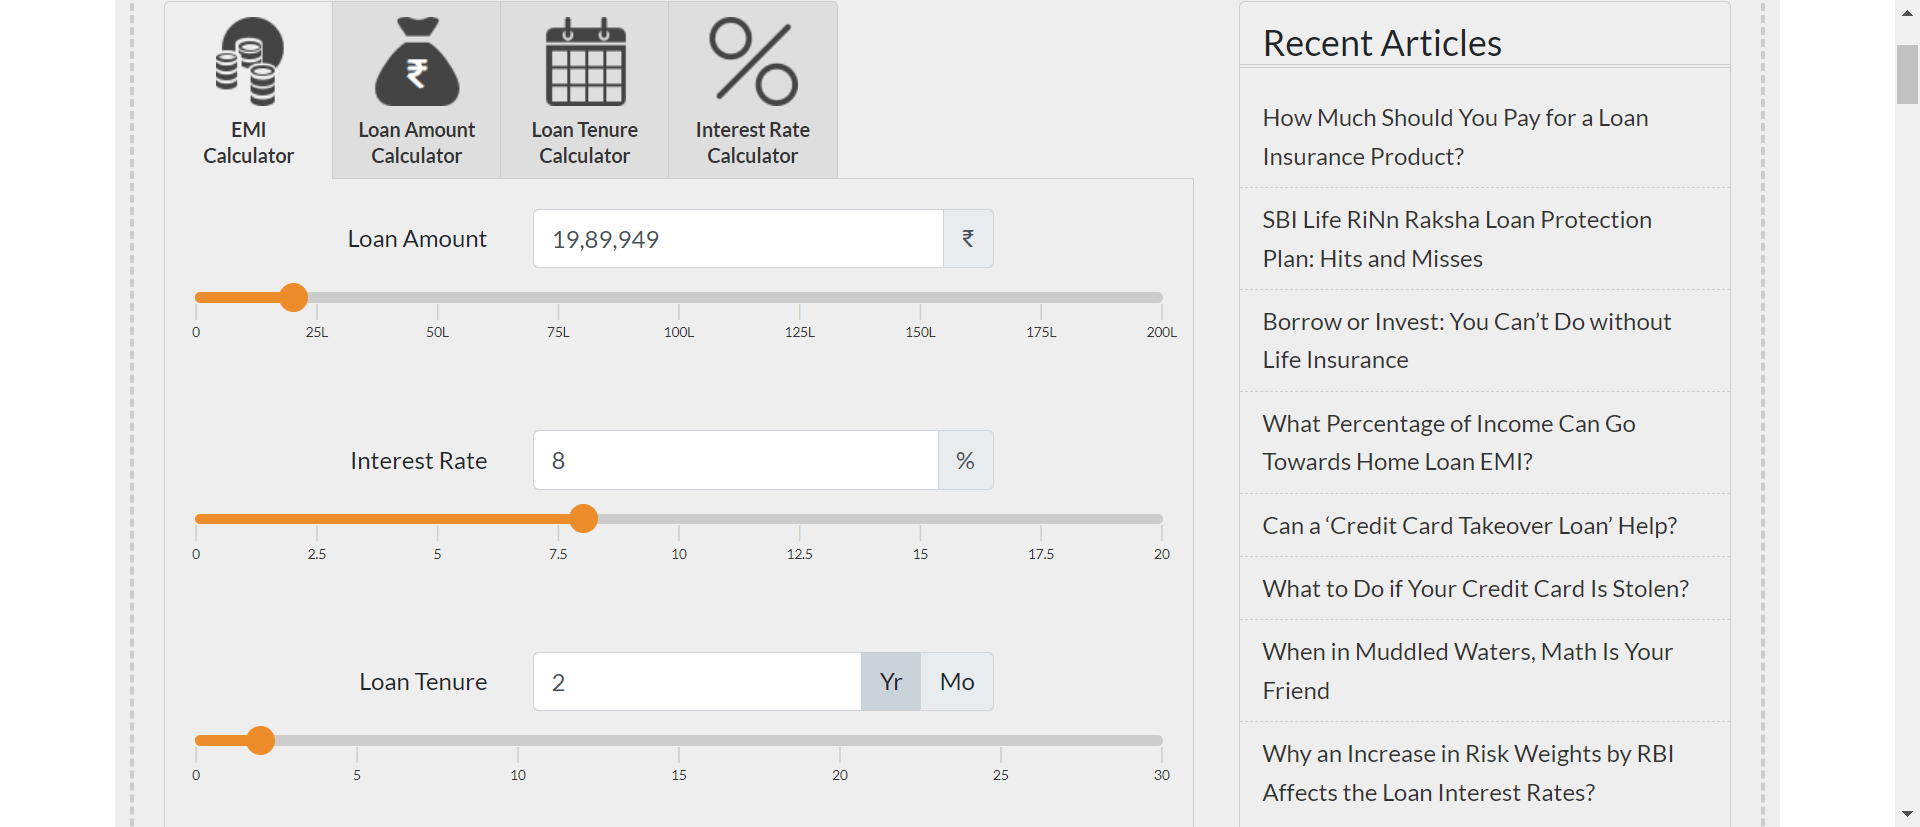 EMI
Calculator
Loan Amount
Calculator
Loan Tenure
Calculator
Interest Rate
Calculator
Loan Amount
19,89,949
₹
0 25L 50L 75L 100L 125L 150L 175L 200L
Interest Rate
8
%
0 2.5 5 7.5 10 12.5 15 17.5 20
Loan Tenure
2
Yr
Mo
0 5 10 15 20 25 30
Recent Articles
How Much Should You Pay for a Loan
Insurance Product?
SBI Life RiNn Raksha Loan Protection
Plan: Hits and Misses
Borrow or Invest: You Can’t Do without
Life Insurance
What Percentage of Income Can Go
Towards Home Loan EMI?
Can a ‘Credit Card Takeover Loan’ Help?
What to Do if Your Credit Card Is Stolen?
When in Muddled Waters, Math Is Your
Friend
Why an Increase in Risk Weights by RBI
Affects the Loan Interest Rates?